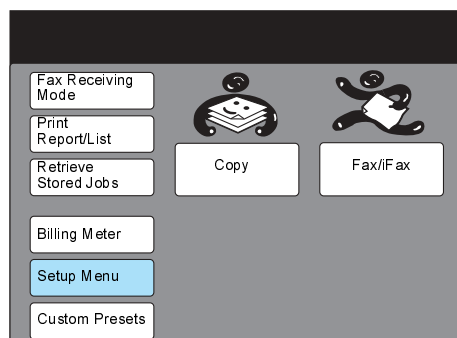 Fax Receiving
Mode
Print
Report/List
Retrieve
Stored Jobs
Billing Meter
Setup Menu
Custom Presets
Copy
Fax/iFax